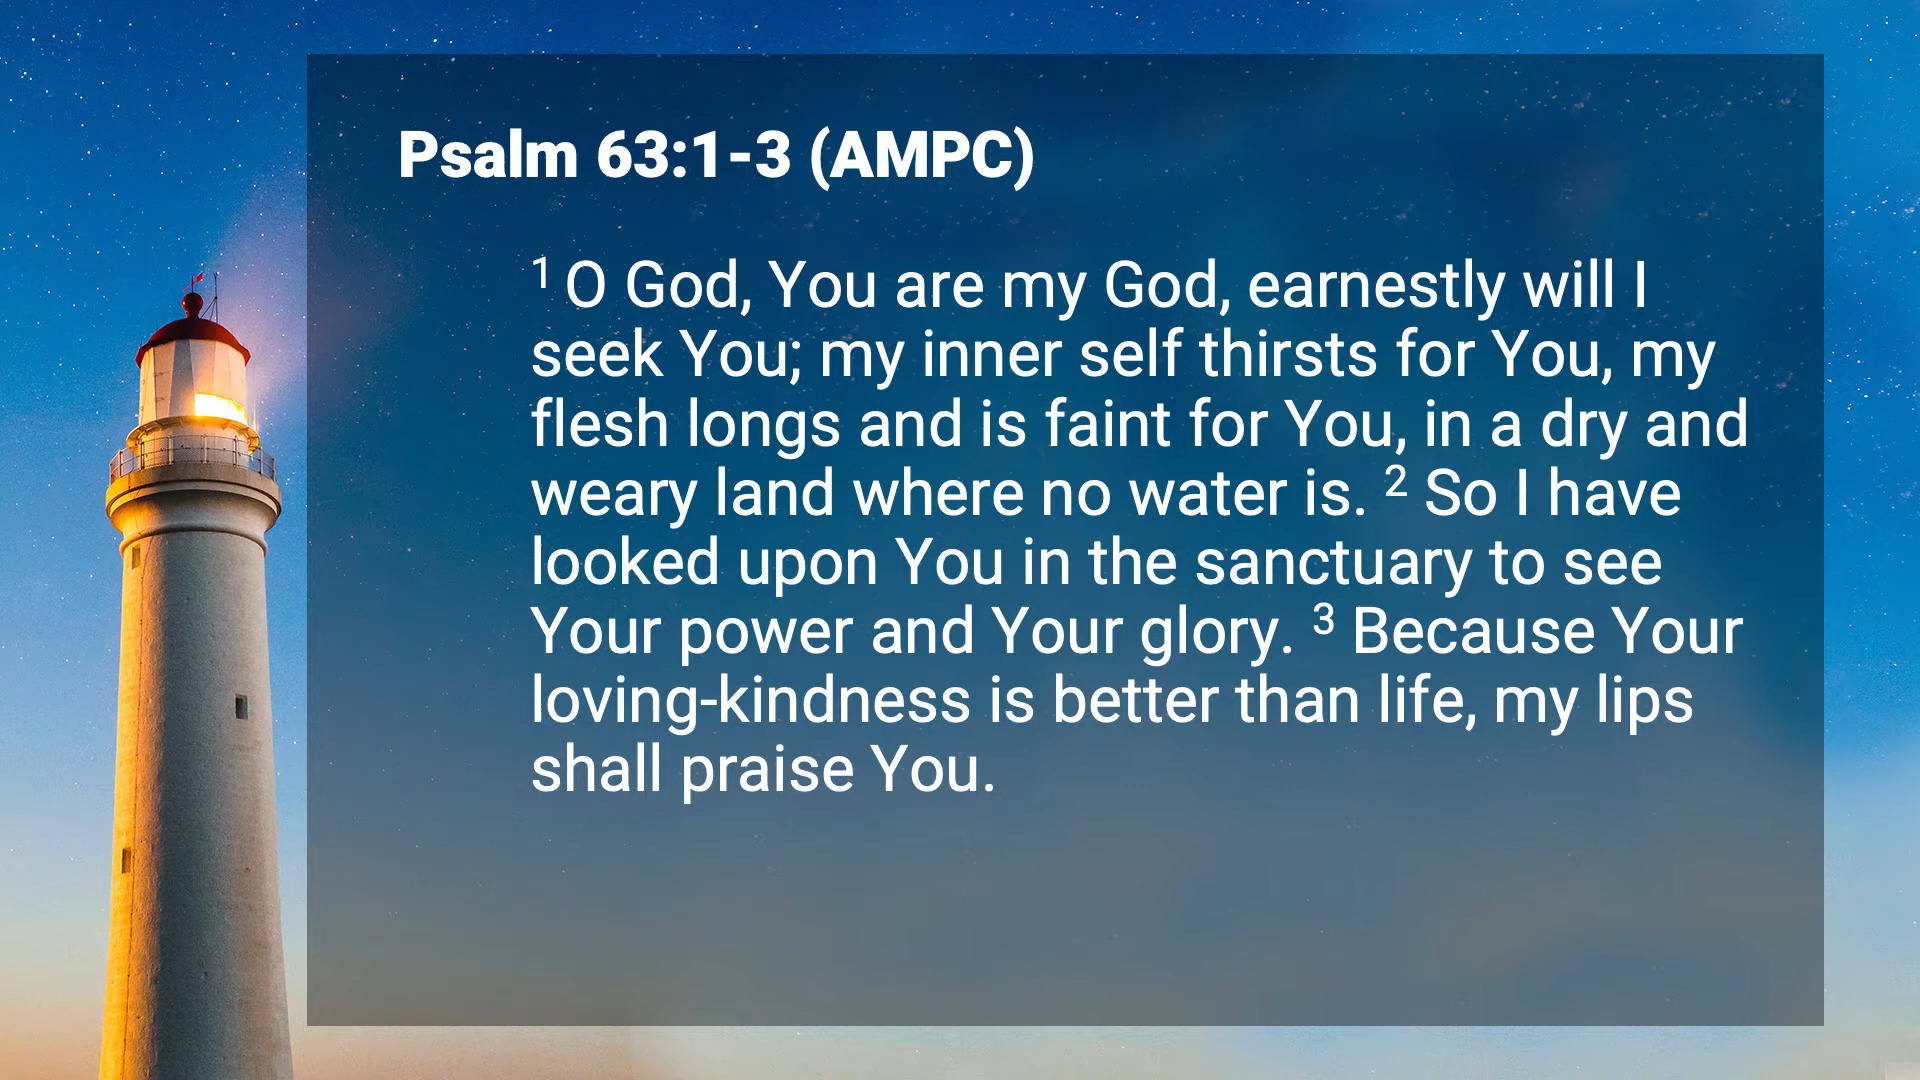 Psalm 63:1-3 (AMPC)
1 O God, You are my God, earnestly will I
seek You; my inner self thirsts for You, my
flesh longs and is faint for You, in a dry and
weary land where no water is. 2 So I have
looked upon You in the sanctuary to see
Your power and Your glory. 3 Because Your
loving-kindness is better than life, my lips
shall praise You.